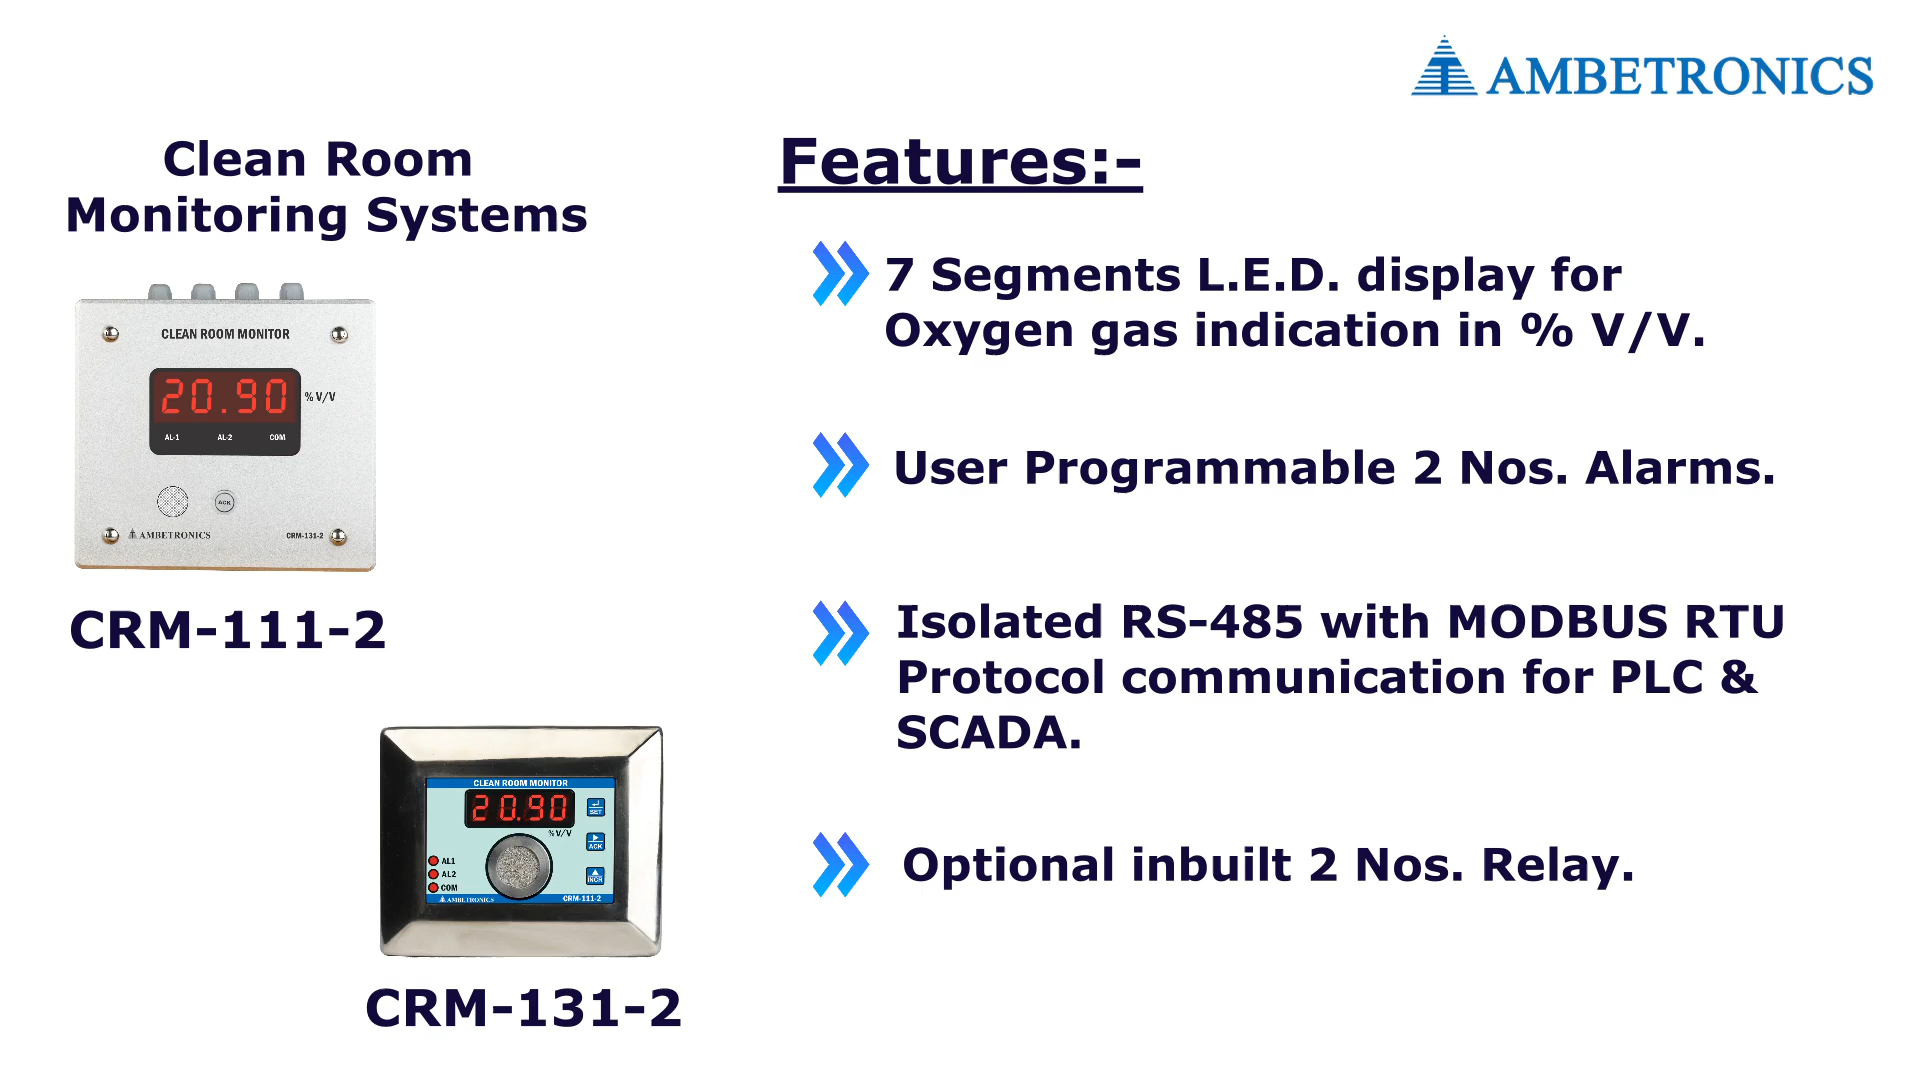 AMBETRONICS
Clean Room
Monitoring Systems
CLEAN ROOM MONITOR
20.90
% V/V
AL-1 AL-2 COM
ACK
AMBETRONICS
CRM-131-2
CRM-111-2
CLEAN ROOM MONITOR
20.90
%V/V
SET
ACK
INCR
AL1
AL2
COM
AMBETRONICS
CRM-111-2
CRM-131-2
Features:-
7 Segments L.E.D. display for
Oxygen gas indication in % V/V.
User Programmable 2 Nos. Alarms.
Isolated RS-485 with MODBUS RTU
Protocol communication for PLC &
SCADA.
Optional inbuilt 2 Nos. Relay.